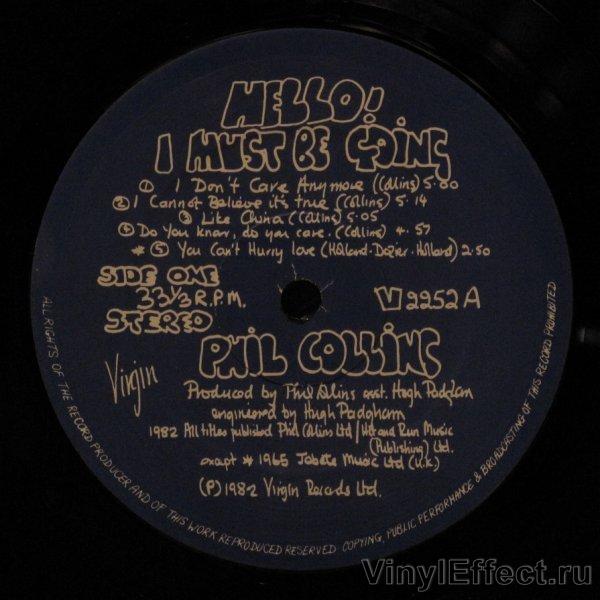 HELLO!
I MUST BE GOING
① I Don't Care Anymore (Collins) 5.00
② I Cannot Believe it's true (Collins) 5.14
③ Like China (Collins) 5.05
④ Do You know, do you care. (Collins) 4.57
* ⑤ You Can't Hurry love (Holland.Dozier.Holland) 2.50
SIDE ONE
33⅓ R.P.M.
STEREO
V 2252 A
PHIL COLLINS
Virgin
Produced by Phil Collins asst. Hugh Padgham
engineered by Hugh Padgham
1982 All titles published Phil Collins Ltd / Hit and Run Music
(Publishing) Ltd.
except * 1965 Jobete Music Ltd (U.K.)
(P) 1982 Virgin Records Ltd.
ALL RIGHTS OF THE RECORD PRODUCER AND OF THIS WORK REPRODUCED RESERVED COPYING, PUBLIC PERFORMANCE & BROADCASTING OF THIS RECORD PROHIBITED
VinylEffect.ru